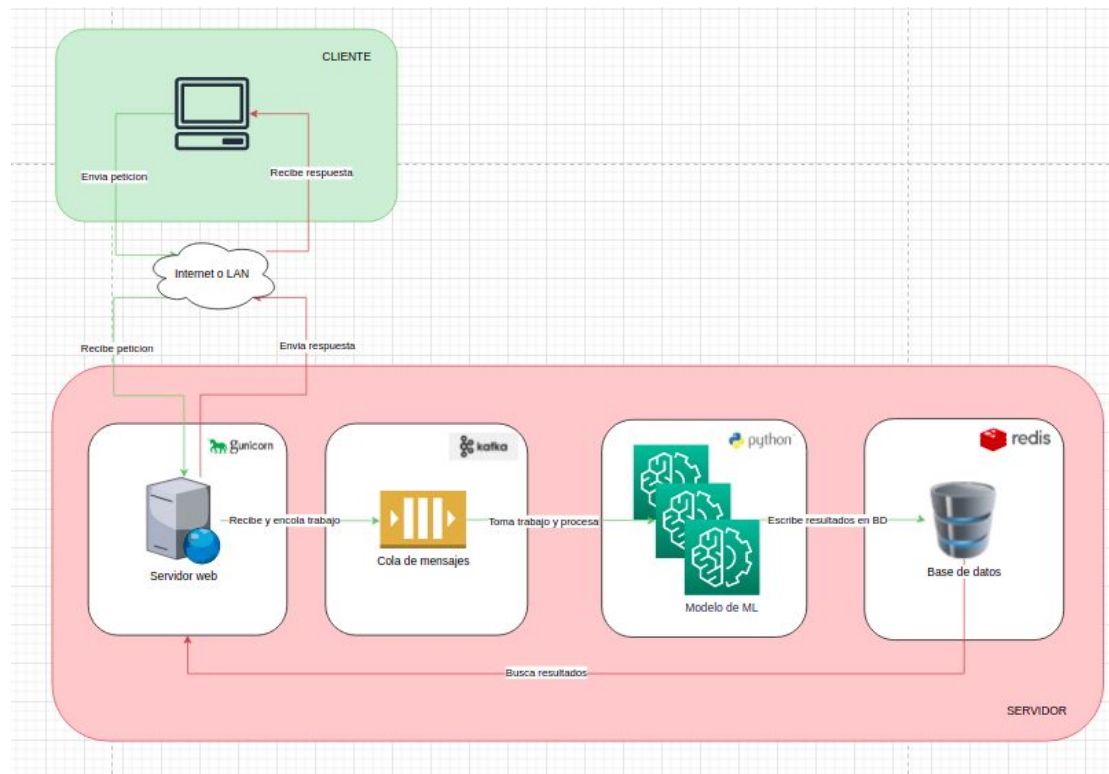 CLIENTE
Envia peticion
Recibe respuesta
Internet o LAN
Recibe peticion
Envia respuesta
gunicorn
kafka
python
redis
Recibe y encola trabajo
Toma trabajo y procesa
Escribe resultados en BD
Servidor web
Cola de mensajes
Modelo de ML
Base de datos
Busca resultados
SERVIDOR